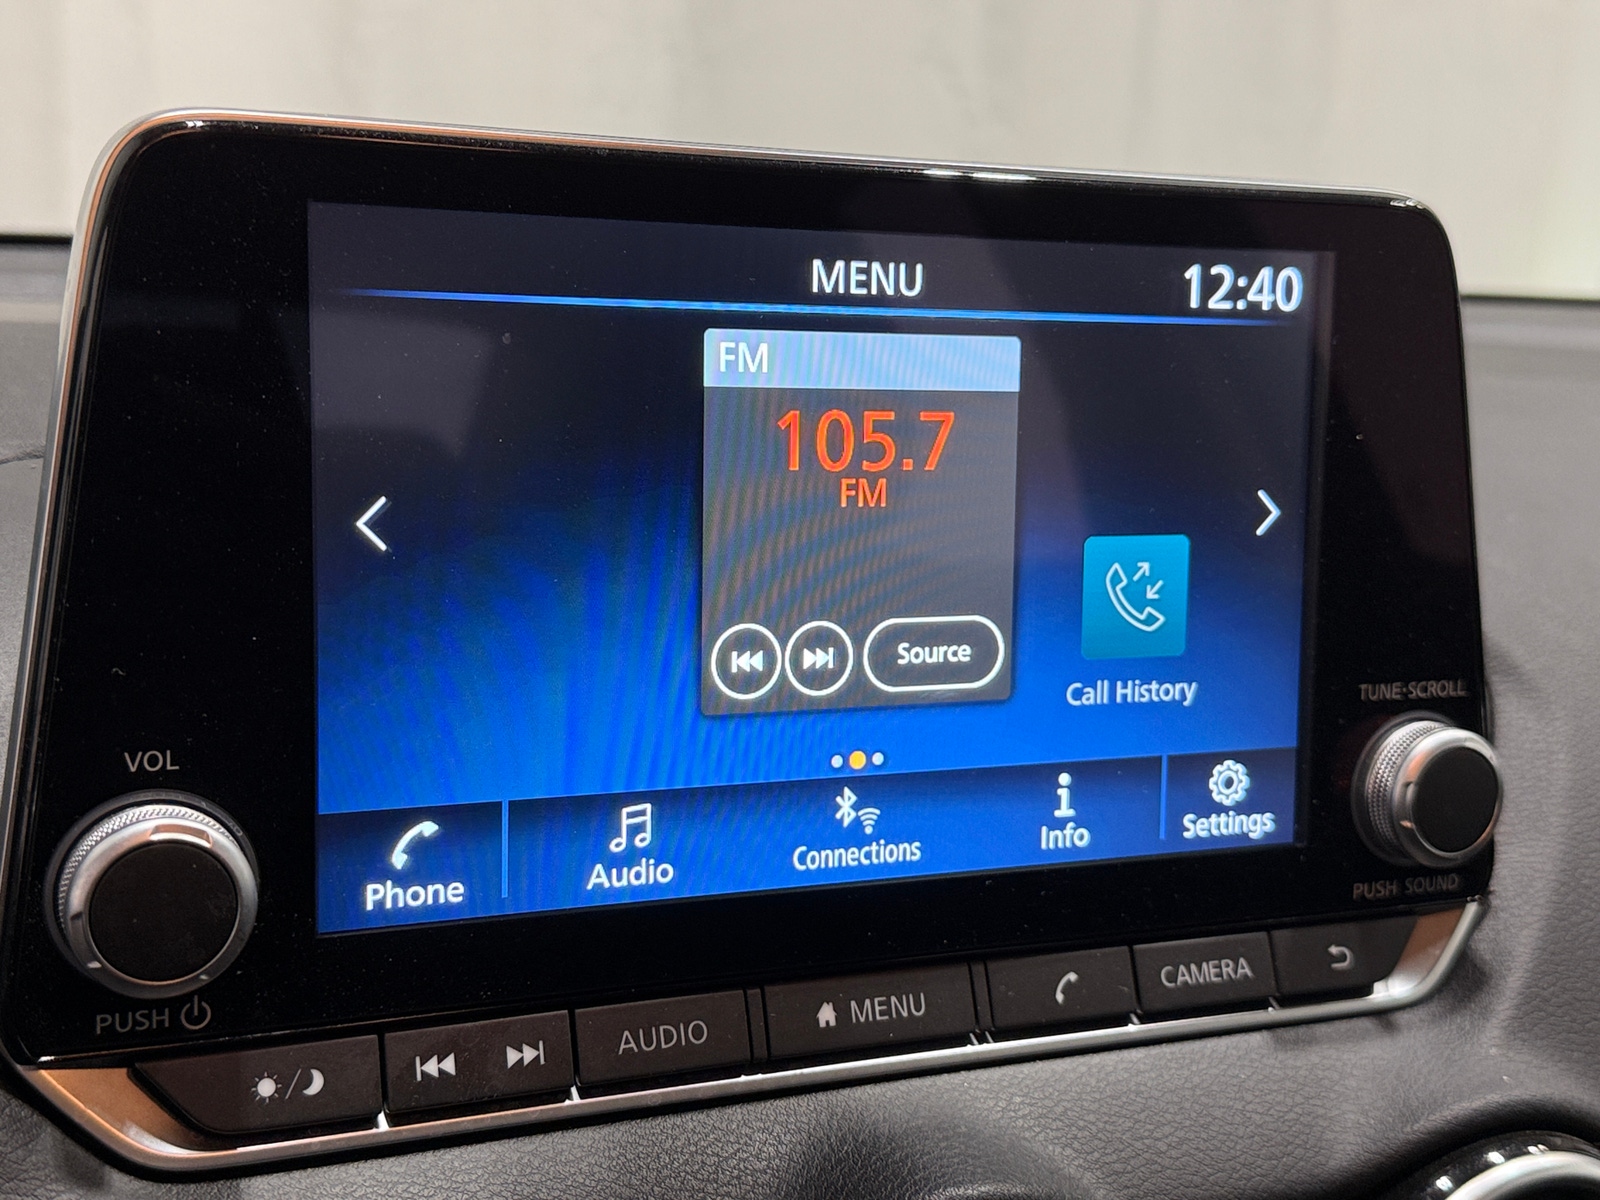 MENU
12:40
FM
105.7
FM
Source
Call History
Phone
Audio
Connections
Info
Settings
VOL
PUSH
TUNE·SCROLL
PUSH SOUND
AUDIO
MENU
CAMERA